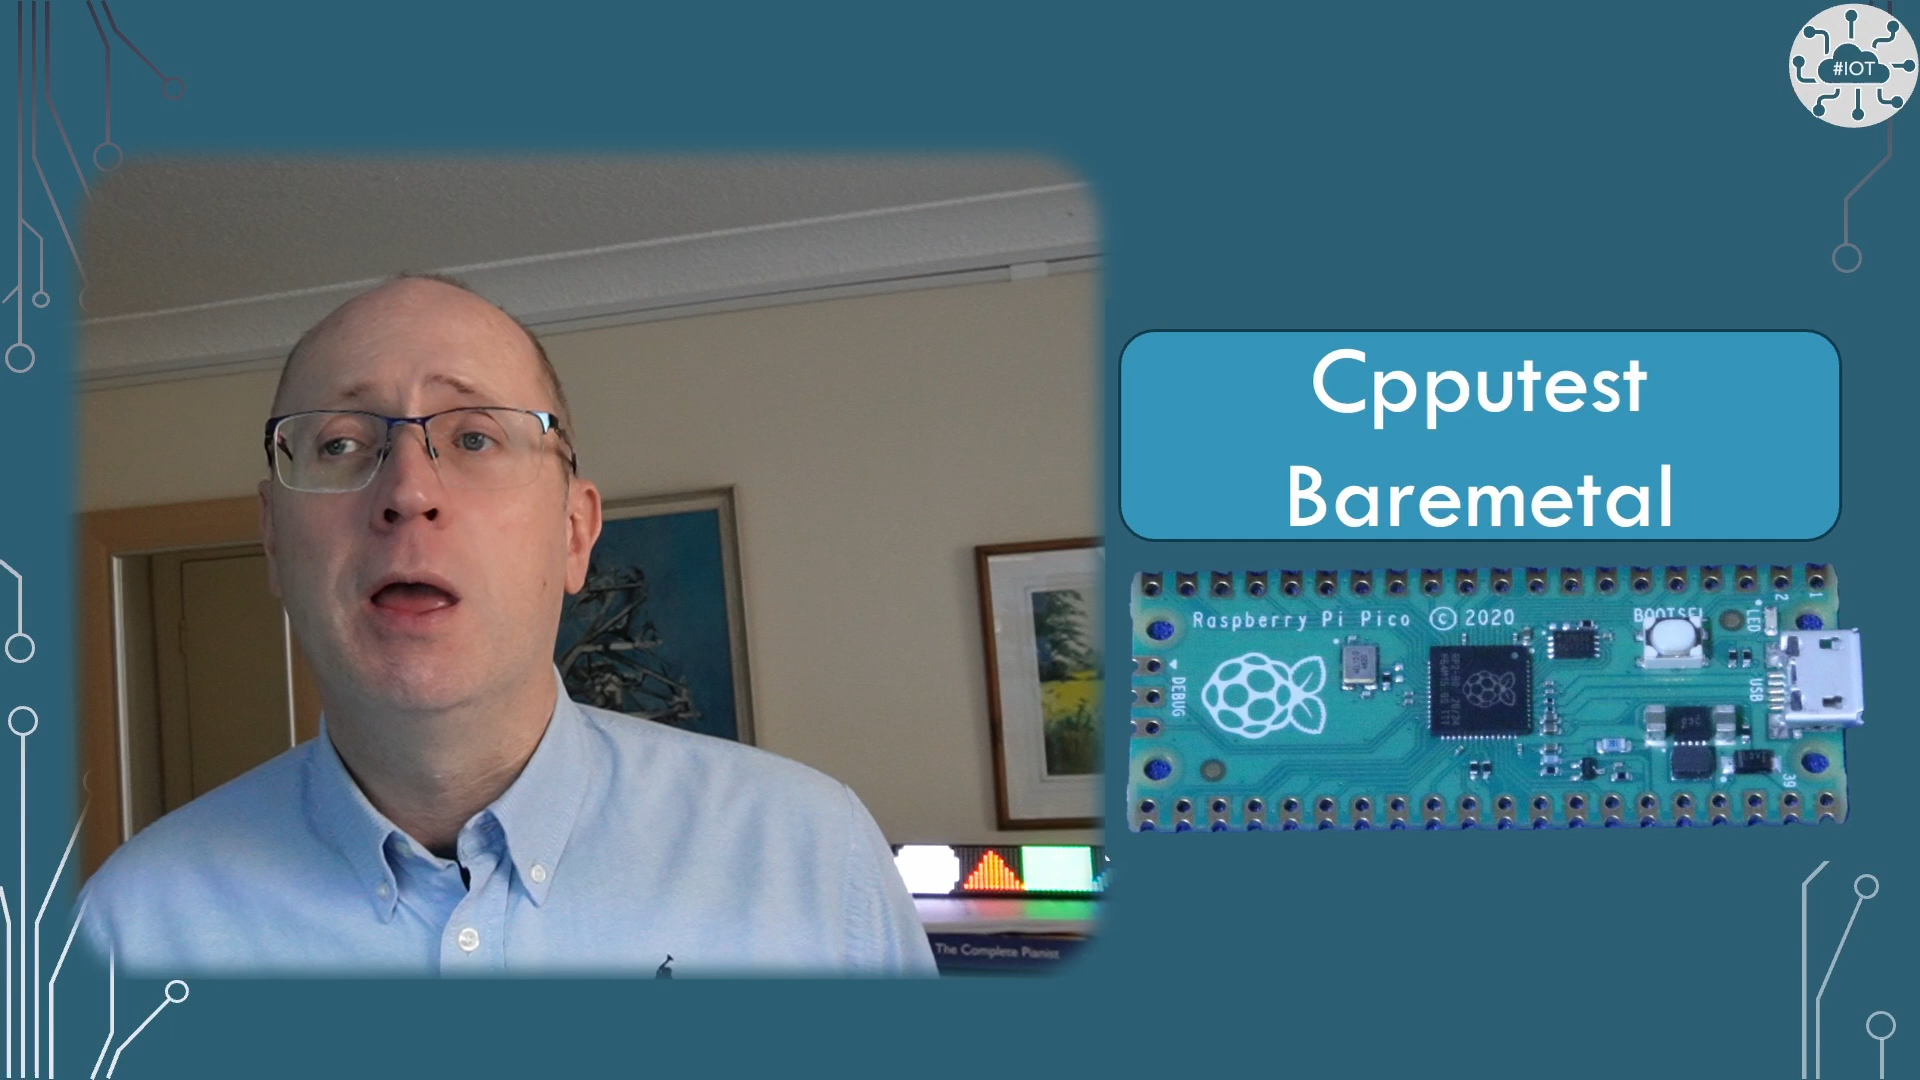 #IOT
Cpputest
Baremetal
Raspberry Pi Pico © 2020
BOOTSEL
LED
2
1
DEBUG
USB
39
The Complete Pianist